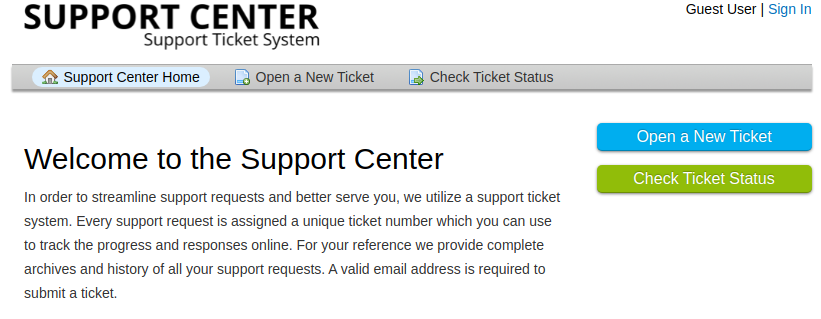 SUPPORT CENTER
Support Ticket System
Guest User | Sign In
Support Center Home
Open a New Ticket
Check Ticket Status
Welcome to the Support Center
In order to streamline support requests and better serve you, we utilize a support ticket
system. Every support request is assigned a unique ticket number which you can use
to track the progress and responses online. For your reference we provide complete
archives and history of all your support requests. A valid email address is required to
submit a ticket.
Open a New Ticket
Check Ticket Status